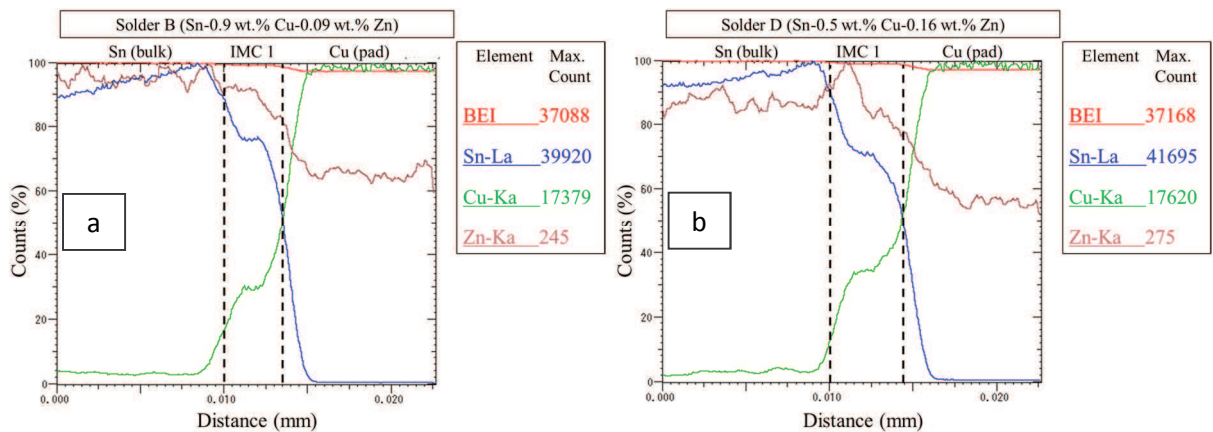 Solder B (Sn-0.9 wt.% Cu-0.09 wt.% Zn)
Sn (bulk) IMC 1 Cu (pad)
100
80
60
40
20
0
Counts (%)
a
0.000 0.010 0.020
Distance (mm)
Element Max. Count
BEI 37088
Sn-La 39920
Cu-Ka 17379
Zn-Ka 245
Solder D (Sn-0.5 wt.% Cu-0.16 wt.% Zn)
Sn (bulk) IMC 1 Cu (pad)
100
80
60
40
20
0
Counts (%)
b
0.000 0.010 0.020
Distance (mm)
Element Max. Count
BEI 37168
Sn-La 41695
Cu-Ka 17620
Zn-Ka 275